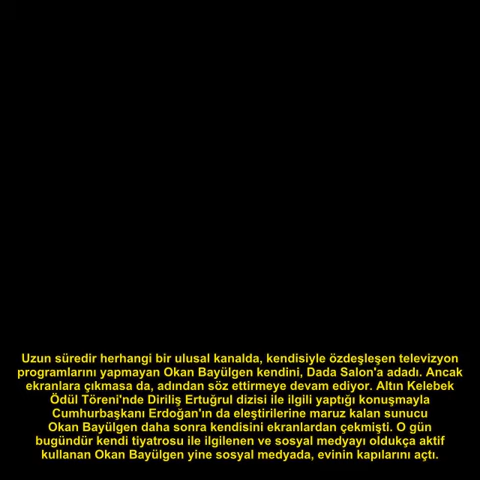 Uzun süredir herhangi bir ulusal kanalda, kendisiyle özdeşleşen televizyon
programlarını yapmayan Okan Bayülgen kendini, Dada Salon'a adadı. Ancak
ekranlara çıkmasa da, adından söz ettirmeye devam ediyor. Altın Kelebek
Ödül Töreni'nde Diriliş Ertuğrul dizisi ile ilgili yaptığı konuşmayla
Cumhurbaşkanı Erdoğan'ın da eleştirilerine maruz kalan sunucu
Okan Bayülgen daha sonra kendisini ekranlardan çekmişti. O gün
bugündür kendi tiyatrosu ile ilgilenen ve sosyal medyayı oldukça aktif
kullanan Okan Bayülgen yine sosyal medyada, evinin kapılarını açtı.